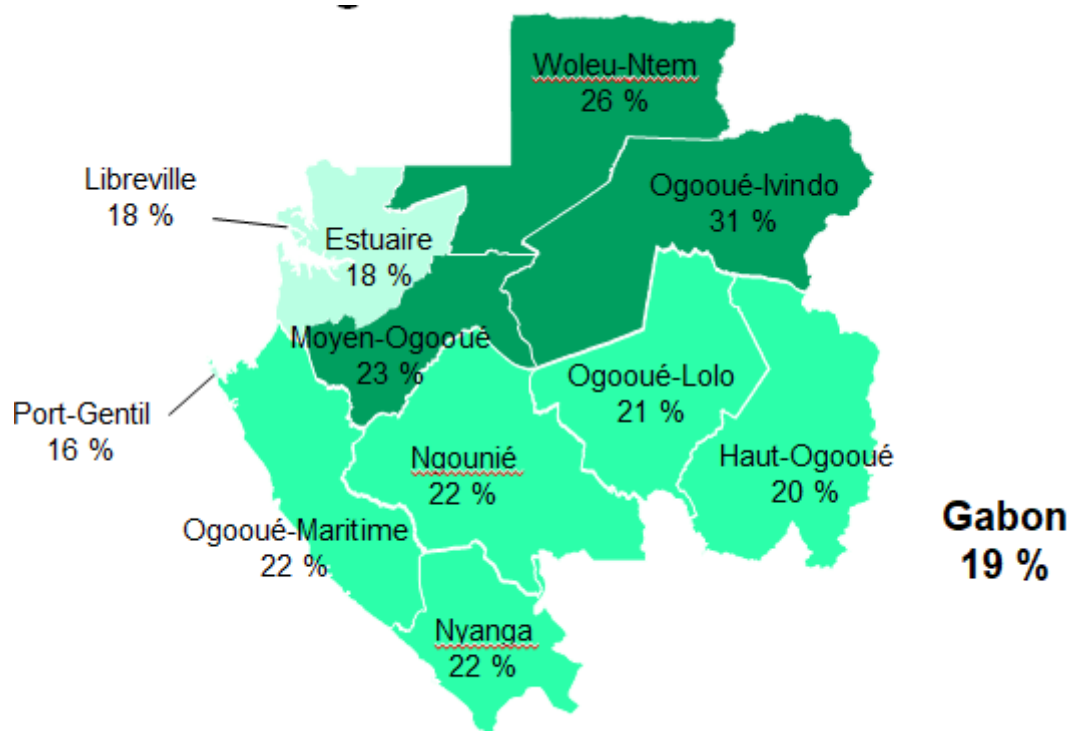 Woleu-Ntem
26 %
Libreville
18 %
Ogooué-Ivindo
31 %
Estuaire
18 %
Moyen-Ogooué
23 %
Ogooué-Lolo
21 %
Port-Gentil
16 %
Ngounié
22 %
Haut-Ogooué
20 %
Gabon
19 %
Ogooué-Maritime
22 %
Nyanga
22 %